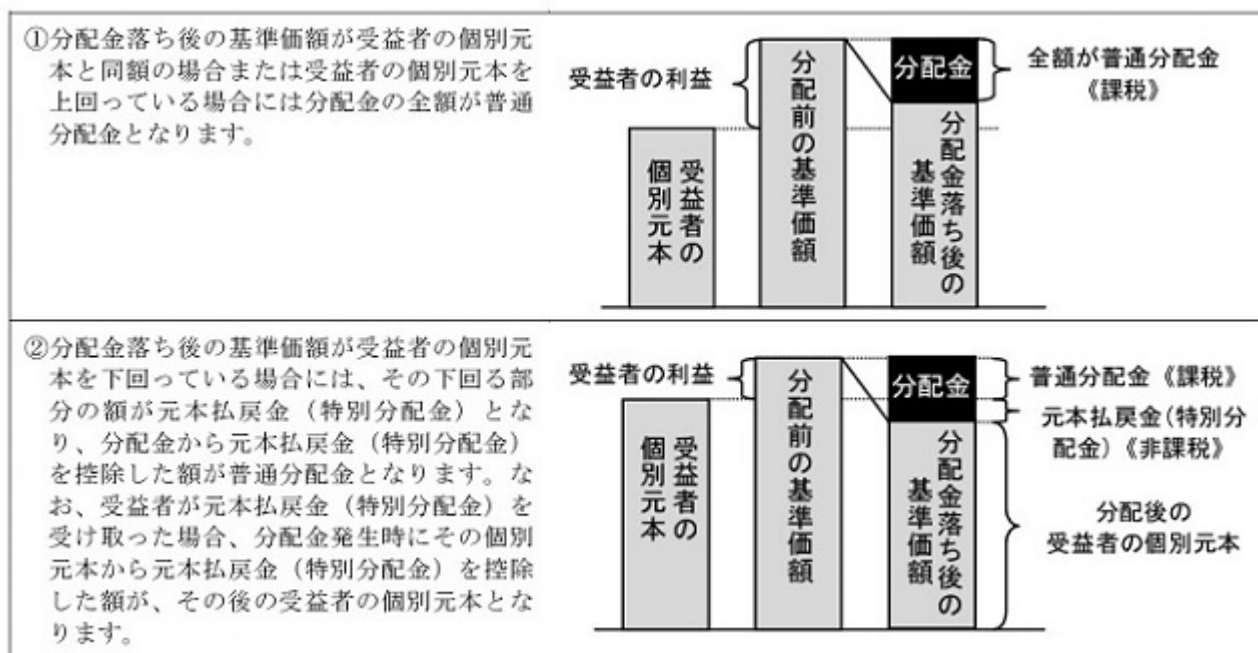 ①分配金落ち後の基準価額が受益者の個別元
本と同額の場合または受益者の個別元本を
上回っている場合には分配金の全額が普通
分配金となります。
受益者の利益
受益者の
個別元本
分配前の基準価額
分配金
分配金落ち後の
基準価額
全額が普通分配金
《課税》
②分配金落ち後の基準価額が受益者の個別元
本を下回っている場合には、その下回る部
分の額が元本払戻金（特別分配金）とな
り、分配金から元本払戻金（特別分配金）
を控除した額が普通分配金となります。な
お、受益者が元本払戻金（特別分配金）を
受け取った場合、分配金発生時にその個別
元本から元本払戻金（特別分配金）を控除
した額が、その後の受益者の個別元本とな
ります。
受益者の利益
受益者の
個別元本
分配前の基準価額
分配金
分配金落ち後の
基準価額
普通分配金《課税》
元本払戻金（特別分
配金）《非課税》
分配後の
受益者の個別元本